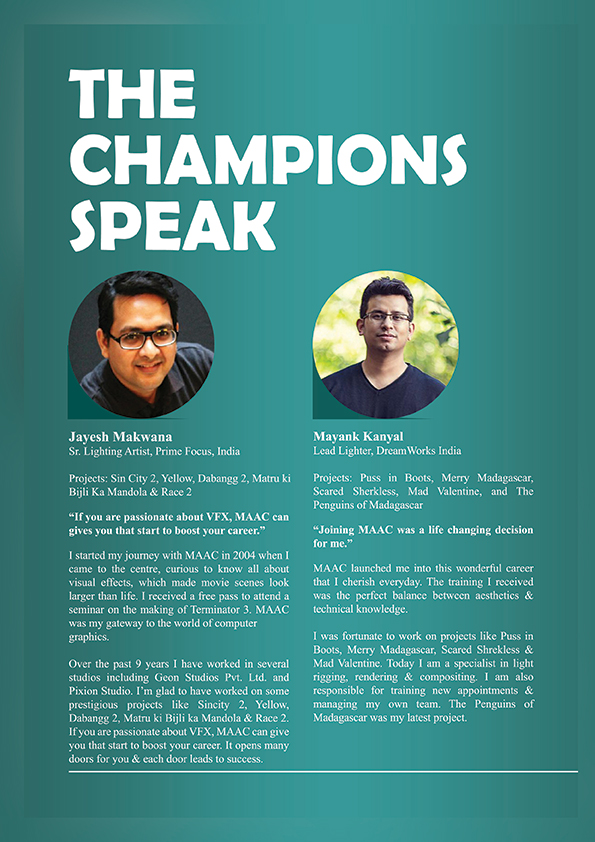 THE
CHAMPIONS
SPEAK
Jayesh Makwana
Sr. Lighting Artist, Prime Focus, India
Projects: Sin City 2, Yellow, Dabangg 2, Matru ki
Bijli Ka Mandola & Race 2
“If you are passionate about VFX, MAAC can
gives you that start to boost your career.”
I started my journey with MAAC in 2004 when I
came to the centre, curious to know all about
visual effects, which made movie scenes look
larger than life. I received a free pass to attend a
seminar on the making of Terminator 3. MAAC
was my gateway to the world of computer
graphics.
Over the past 9 years I have worked in several
studios including Geon Studios Pvt. Ltd. and
Pixion Studio. I’m glad to have worked on some
prestigious projects like Sincity 2, Yellow,
Dabangg 2, Matru ki Bijli ka Mandola & Race 2.
If you are passionate about VFX, MAAC can give
you that start to boost your career. It opens many
doors for you & each door leads to success.
Mayank Kanyal
Lead Lighter, DreamWorks India
Projects: Puss in Boots, Merry Madagascar,
Scared Sherkless, Mad Valentine, and The
Penguins of Madagascar
“Joining MAAC was a life changing decision
for me.”
MAAC launched me into this wonderful career
that I cherish everyday. The training I received
was the perfect balance between aesthetics &
technical knowledge.
I was fortunate to work on projects like Puss in
Boots, Merry Madagascar, Scared Shrekless &
Mad Valentine. Today I am a specialist in light
rigging, rendering & compositing. I am also
responsible for training new appointments &
managing my own team. The Penguins of
Madagascar was my latest project.